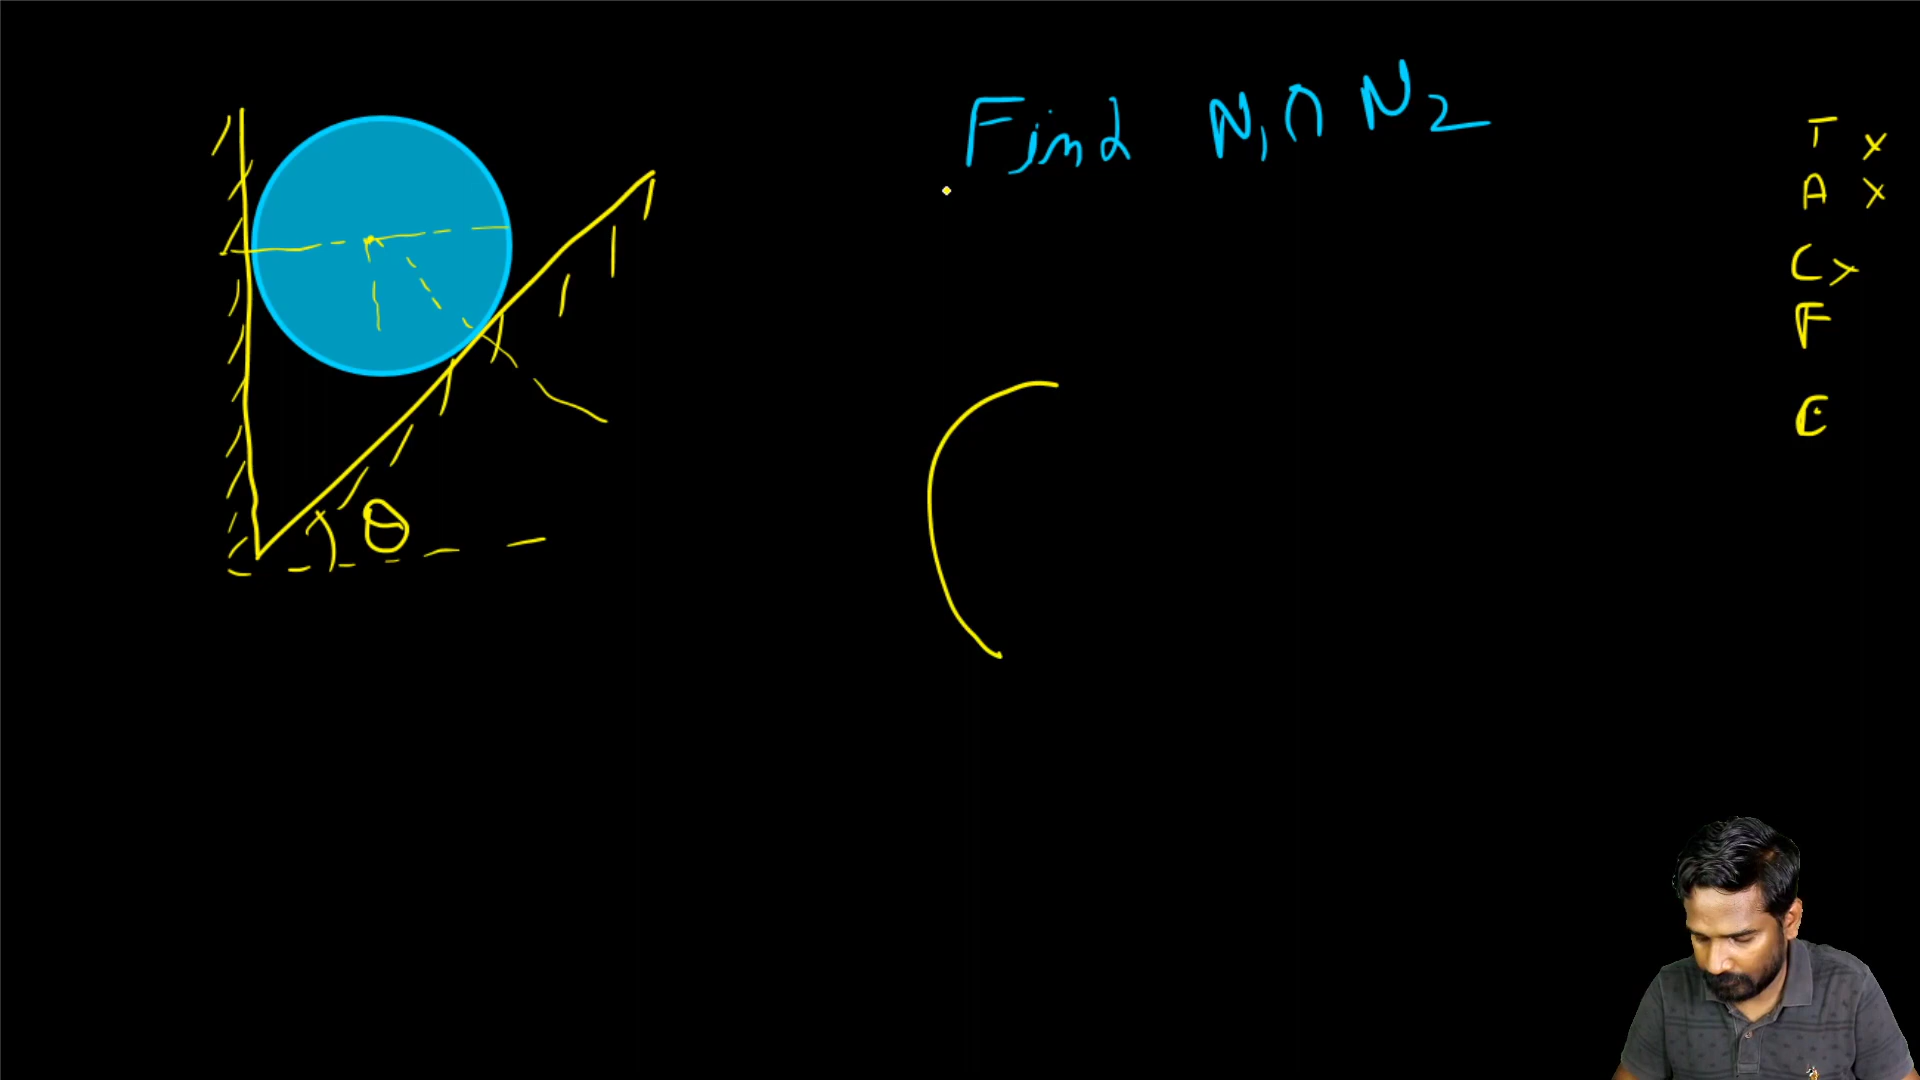 Find N₁ n N₂
T x
A x
C x
F
E
θ